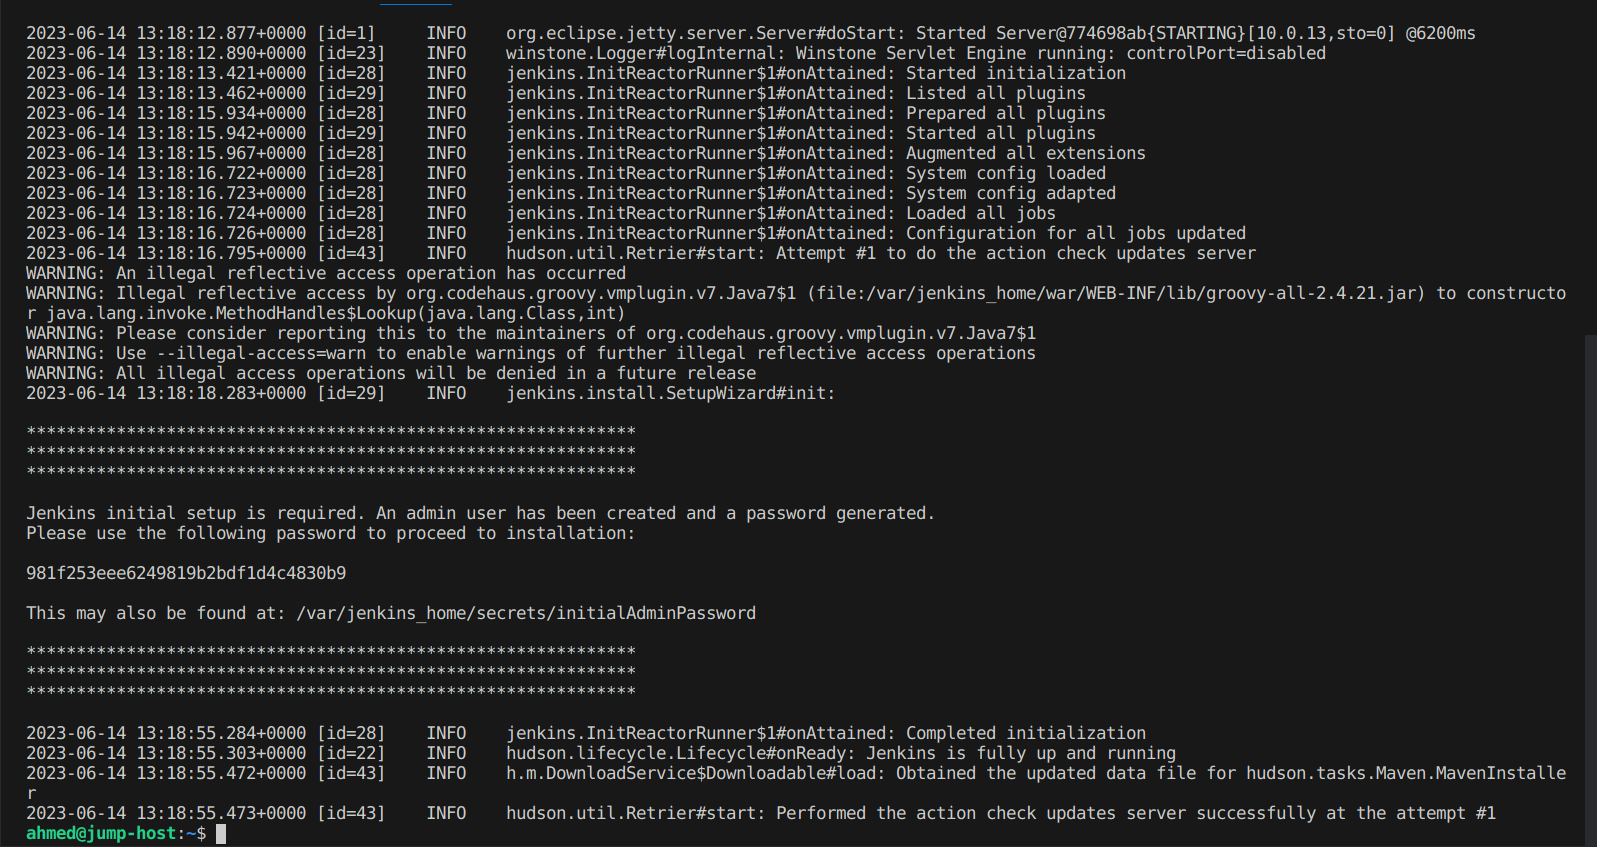 2023-06-14 13:18:12.877+0000 [id=1]     INFO    org.eclipse.jetty.server.Server#doStart: Started Server@774698ab{STARTING}[10.0.13,sto=0] @6200ms
2023-06-14 13:18:12.890+0000 [id=23]    INFO    winstone.Logger#logInternal: Winstone Servlet Engine running: controlPort=disabled
2023-06-14 13:18:13.421+0000 [id=28]    INFO    jenkins.InitReactorRunner$1#onAttained: Started initialization
2023-06-14 13:18:13.462+0000 [id=29]    INFO    jenkins.InitReactorRunner$1#onAttained: Listed all plugins
2023-06-14 13:18:15.934+0000 [id=28]    INFO    jenkins.InitReactorRunner$1#onAttained: Prepared all plugins
2023-06-14 13:18:15.942+0000 [id=29]    INFO    jenkins.InitReactorRunner$1#onAttained: Started all plugins
2023-06-14 13:18:15.967+0000 [id=28]    INFO    jenkins.InitReactorRunner$1#onAttained: Augmented all extensions
2023-06-14 13:18:16.722+0000 [id=28]    INFO    jenkins.InitReactorRunner$1#onAttained: System config loaded
2023-06-14 13:18:16.723+0000 [id=28]    INFO    jenkins.InitReactorRunner$1#onAttained: System config adapted
2023-06-14 13:18:16.724+0000 [id=28]    INFO    jenkins.InitReactorRunner$1#onAttained: Loaded all jobs
2023-06-14 13:18:16.726+0000 [id=28]    INFO    jenkins.InitReactorRunner$1#onAttained: Configuration for all jobs updated
2023-06-14 13:18:16.795+0000 [id=43]    INFO    hudson.util.Retrier#start: Attempt #1 to do the action check updates server
WARNING: An illegal reflective access operation has occurred
WARNING: Illegal reflective access by org.codehaus.groovy.vmplugin.v7.Java7$1 (file:/var/jenkins_home/war/WEB-INF/lib/groovy-all-2.4.21.jar) to constructo
r java.lang.invoke.MethodHandles$Lookup(java.lang.Class,int)
WARNING: Please consider reporting this to the maintainers of org.codehaus.groovy.vmplugin.v7.Java7$1
WARNING: Use --illegal-access=warn to enable warnings of further illegal reflective access operations
WARNING: All illegal access operations will be denied in a future release
2023-06-14 13:18:18.283+0000 [id=29]    INFO    jenkins.install.SetupWizard#init:

*************************************************************
*************************************************************
*************************************************************

Jenkins initial setup is required. An admin user has been created and a password generated.
Please use the following password to proceed to installation:

981f253eee6249819b2bdf1d4c4830b9

This may also be found at: /var/jenkins_home/secrets/initialAdminPassword

*************************************************************
*************************************************************
*************************************************************

2023-06-14 13:18:55.284+0000 [id=28]    INFO    jenkins.InitReactorRunner$1#onAttained: Completed initialization
2023-06-14 13:18:55.303+0000 [id=22]    INFO    hudson.lifecycle.Lifecycle#onReady: Jenkins is fully up and running
2023-06-14 13:18:55.472+0000 [id=43]    INFO    h.m.DownloadService$Downloadable#load: Obtained the updated data file for hudson.tasks.Maven.MavenInstalle
r
2023-06-14 13:18:55.473+0000 [id=43]    INFO    hudson.util.Retrier#start: Performed the action check updates server successfully at the attempt #1
ahmed@jump-host:~$